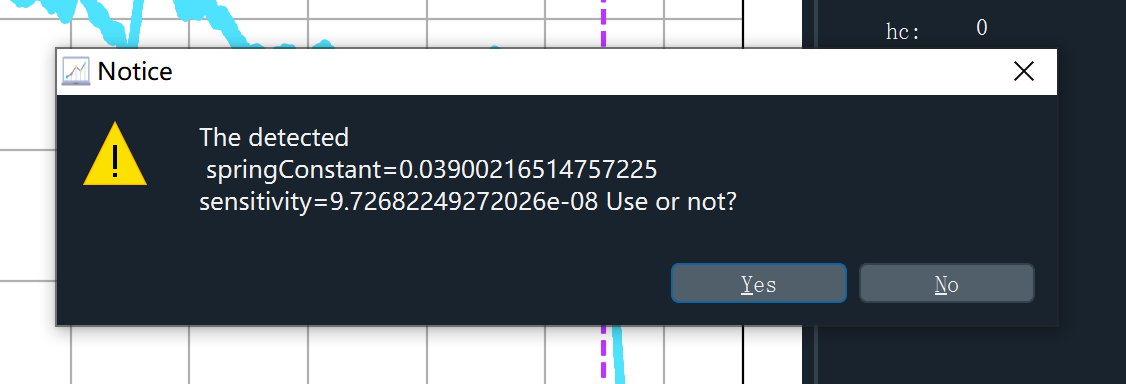 hc: 0
Notice
The detected
springConstant=0.03900216514757225
sensitivity=9.72682249272026e-08 Use or not?
Yes No